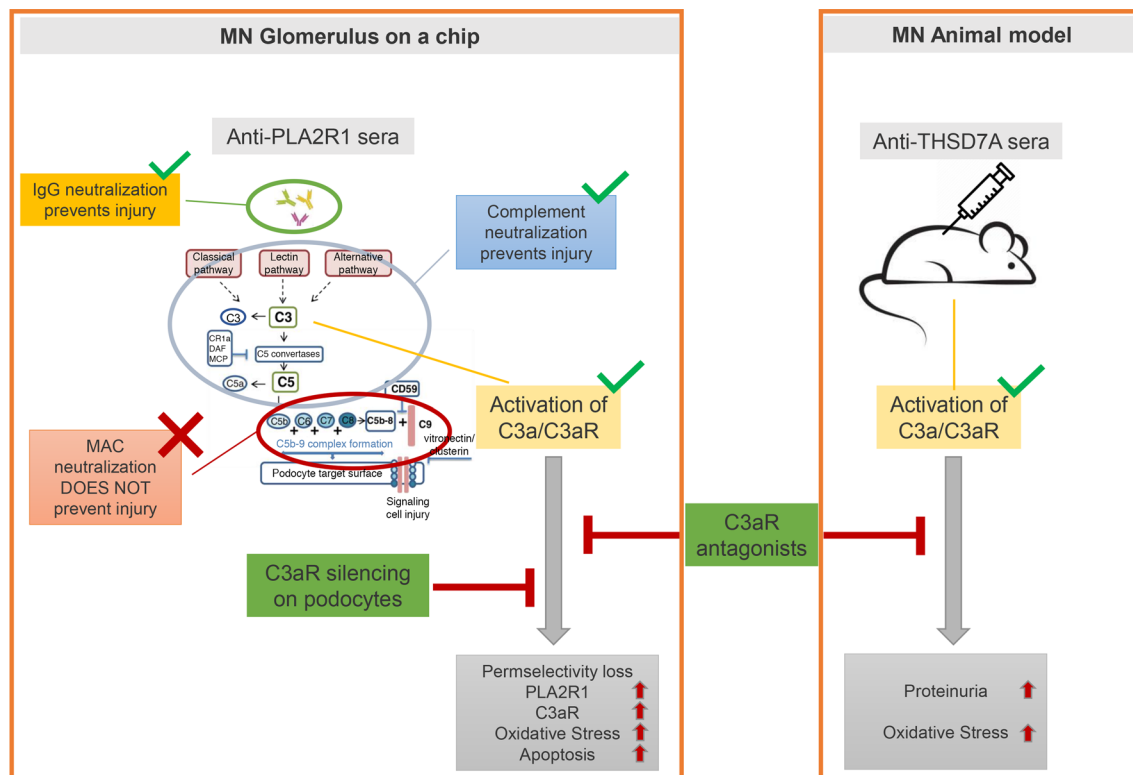 MN Glomerulus on a chip
Anti-PLA2R1 sera
IgG neutralization
prevents injury
Complement
neutralization
prevents injury
Classical
pathway
Lectin
pathway
Alternative
pathway
C3
C3
CR1a
DAF
MCP
C5 convertases
C5a
C5
CD59
C5b
+
C6
+
C7
+
C8
C5b-8
+
C9
C5b-9 complex formation
vitronectin/
clusterin
Podocyte target surface
Signaling
cell injury
MAC
neutralization
DOES NOT
prevent injury
Activation of
C3a/C3aR
C3aR silencing
on podocytes
Permselectivity loss
PLA2R1
C3aR
Oxidative Stress
Apoptosis
C3aR
antagonists
MN Animal model
Anti-THSD7A sera
Activation of
C3a/C3aR
Proteinuria
Oxidative Stress